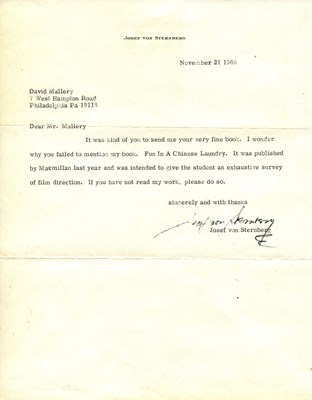 JOSEF VON STERNBERG
November 21 1966
David Mallery
7 West Hampton Road
Philadelphia Pa 19118
Dear Mr. Mallery
It was kind of you to send me your very fine book. I wonder
why you failed to mention my book. Fun In A Chinese Laundry. It was published
by Macmillan last year and was intended to give the student an exhaustive survey
of film direction. If you have not read my work, please do so.
sincerely and with thanks
Josef von Sternberg
Josef von Sternberg